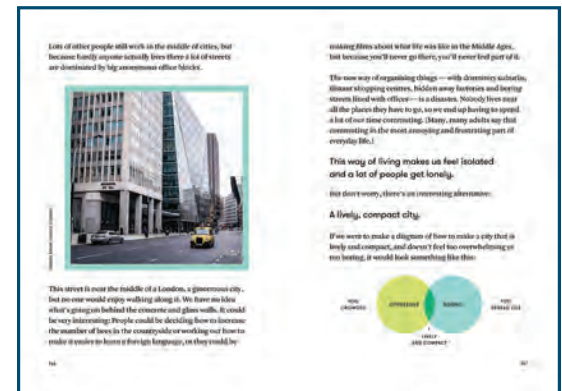 Lots of other people still work in the middle of cities, but
because hardly anyone actually lives there a lot of streets
are dominated by big anonymous office blocks.
This street is near the middle of a London, a ginormous city,
but no one would enjoy walking along it. We have no idea
what's going on behind the concrete and glass walls. It could
be very interesting: People could be deciding how to increase
the number of bees in the countryside or working out how to
make it easier to learn a foreign language, or they could be
making films about what life was like in the Middle Ages,
but because you'll never go there, you'll never feel part of it.
The new way of organising things — with dormitory suburbs,
distant shopping centres, hidden away factories and boring
streets lined with offices — is a disaster. Nobody lives near
all the places they have to go, so we end up having to spend
a lot of our time commuting. (Many, many adults say that
commuting is the most annoying and frustrating part of
everyday life.)
This way of living makes us feel isolated
and a lot of people get lonely.
But don't worry, there's an interesting alternative:
A lively, compact city.
If we were to make a diagram of how to make a city that is
lively and compact, and doesn't feel too overwhelming or
too boring, it would look something like this:
TOO
CROWDED
OPPRESSIVE
BORING
TOO
SPREAD OUT
LIVELY
AND COMPACT